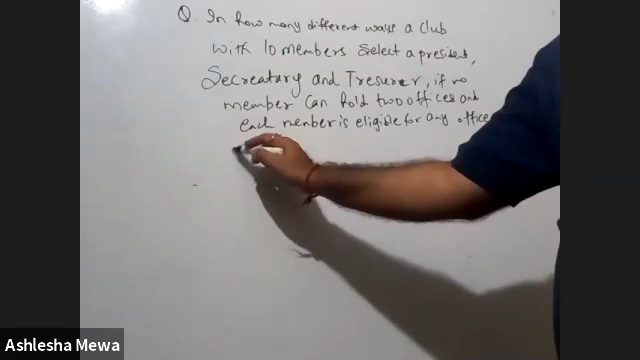 Q. In how many different ways a club
with 10 members select a president,
Secreatary and Tresurer, if no
member can hold two offices and
each member is eligible for any office
Ashlesha Mewa